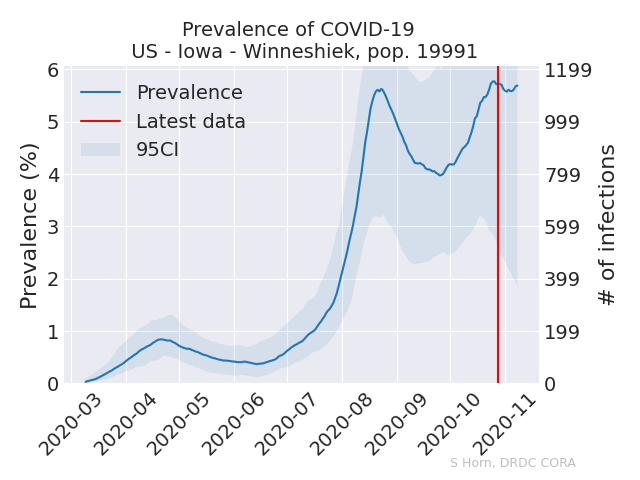 Prevalence of COVID-19
US - Iowa - Winneshiek, pop. 19991
Prevalence
Latest data
95CI
Prevalence (%)
6
5
4
3
2
1
0
1199
999
799
599
399
199
0
# of infections
2020-03
2020-04
2020-05
2020-06
2020-07
2020-08
2020-09
2020-10
2020-11
S Horn, DRDC CORA